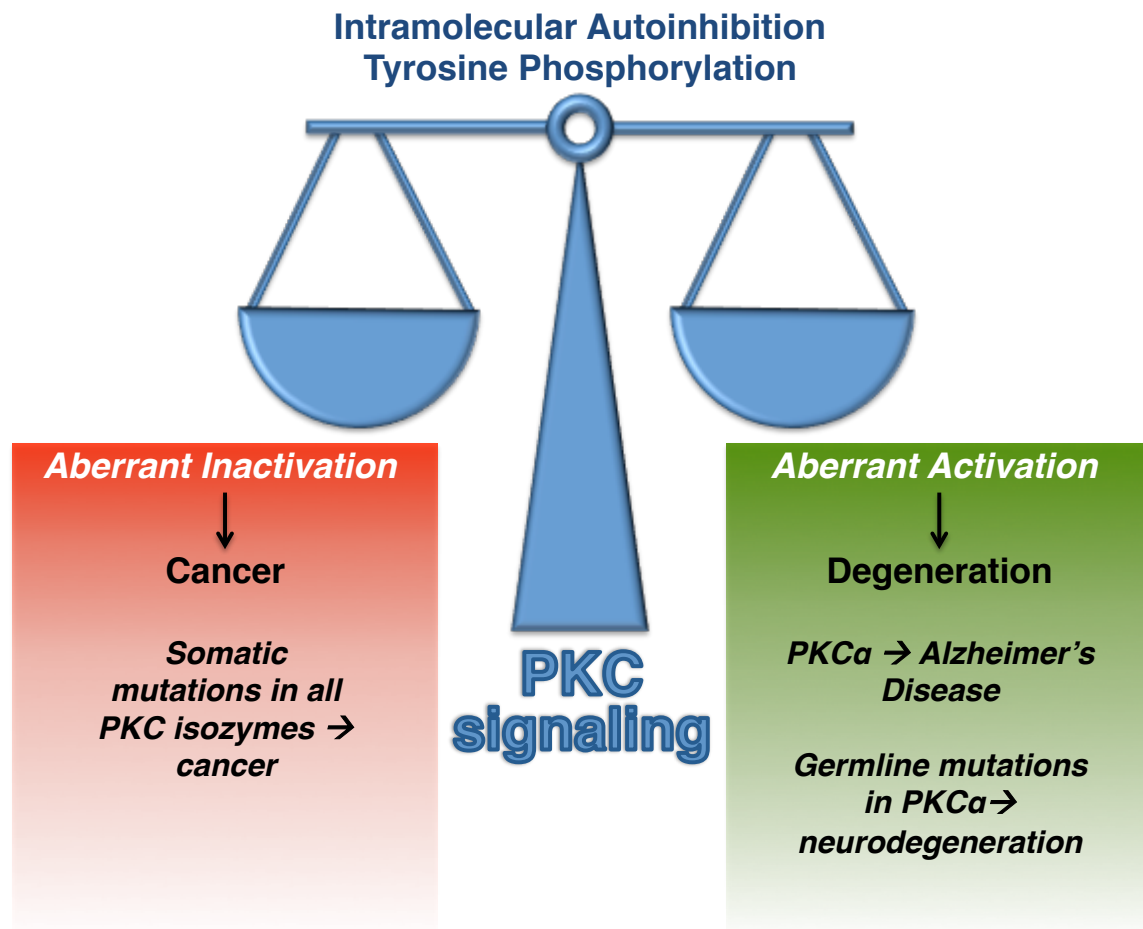 Intramolecular Autoinhibition
Tyrosine Phosphorylation
Aberrant Inactivation
Cancer
Somatic
mutations in all
PKC isozymes →
cancer
PKC
signaling
Aberrant Activation
Degeneration
PKCα → Alzheimer's
Disease
Germline mutations
in PKCα→
neurodegeneration